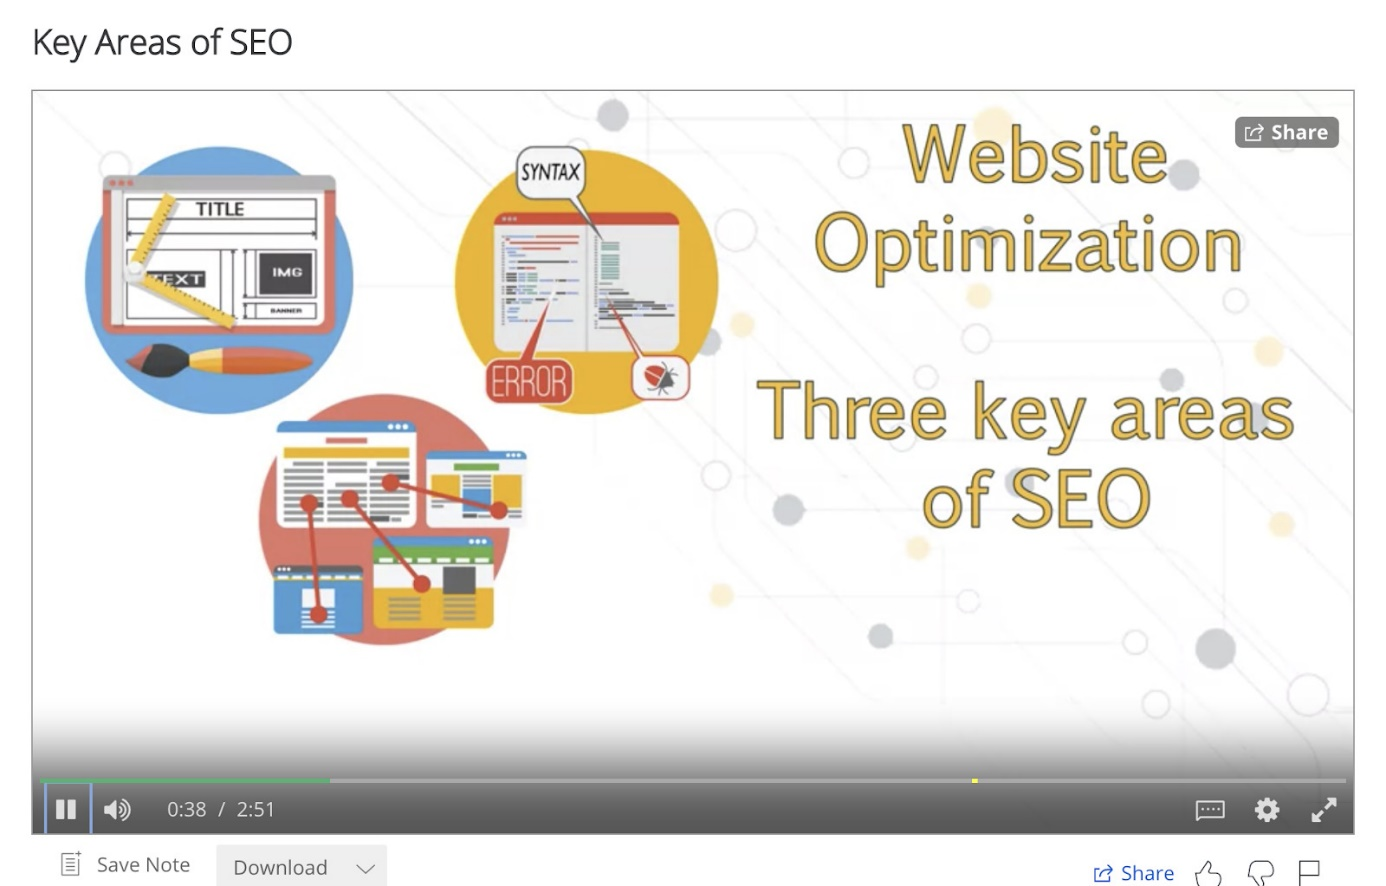 Key Areas of SEO
Share
Website
Optimization
Three key areas
of SEO
SYNTAX
TITLE
TEXT
IMG
BANNER
ERROR
0:38 / 2:51
Save Note
Download
Share